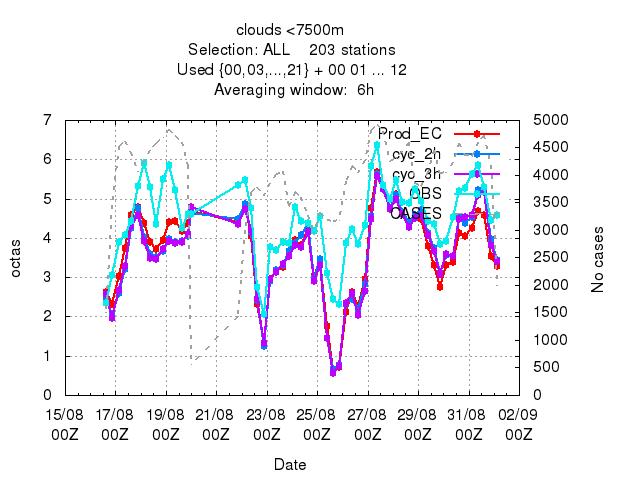 clouds <7500m
Selection: ALL    203 stations
Used {00,03,...,21} + 00 01 ... 12
Averaging window:  6h
7
6
5
4
3
2
1
0
octas
5000
4500
4000
3500
3000
2500
2000
1500
1000
500
0
No cases
Prod_EC
cyc_2h
cyc_3h
OBS
CASES
15/08 17/08 19/08 21/08 23/08 25/08 27/08 29/08 31/08 02/09
00Z 00Z 00Z 00Z 00Z 00Z 00Z 00Z 00Z 00Z
Date